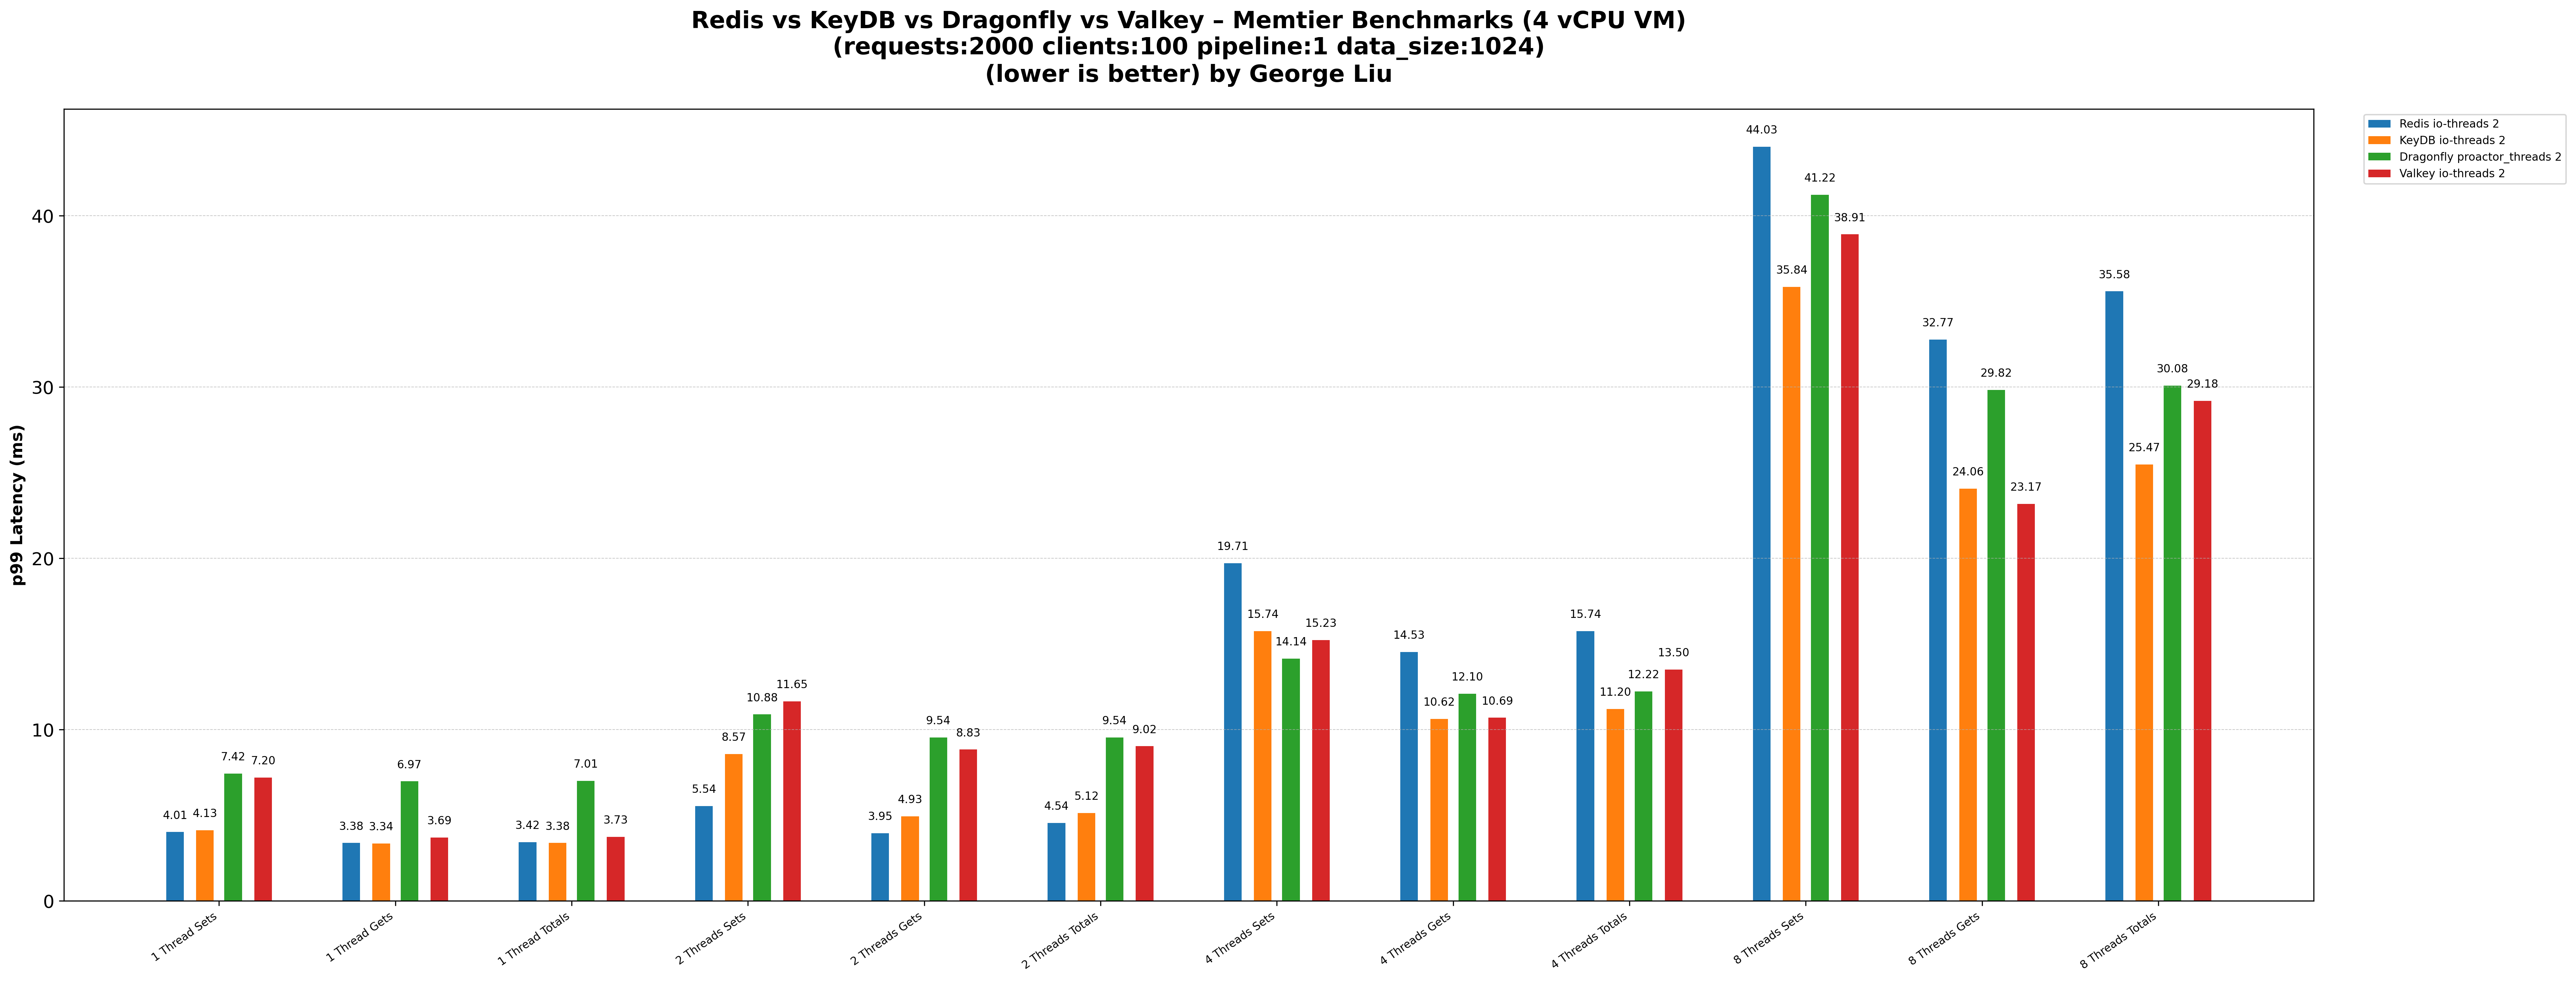 Redis vs KeyDB vs Dragonfly vs Valkey – Memtier Benchmarks (4 vCPU VM)
(requests:2000 clients:100 pipeline:1 data_size:1024)
(lower is better) by George Liu
Redis io-threads 2
KeyDB io-threads 2
Dragonfly proactor_threads 2
Valkey io-threads 2
p99 Latency (ms)
40
30
20
10
0
4.01 4.13 7.42 7.20
3.38 3.34 6.97 3.69
3.42 3.38 7.01 3.73
5.54 8.57 10.88 11.65
3.95 4.93 9.54 8.83
4.54 5.12 9.54 9.02
19.71 15.74 14.14 15.23
14.53 10.62 12.10 10.69
15.74 11.20 12.22 13.50
44.03 35.84 41.22 38.91
32.77 24.06 29.82 23.17
35.58 25.47 30.08 29.18
1 Thread Sets
1 Thread Gets
1 Thread Totals
2 Threads Sets
2 Threads Gets
2 Threads Totals
4 Threads Sets
4 Threads Gets
4 Threads Totals
8 Threads Sets
8 Threads Gets
8 Threads Totals